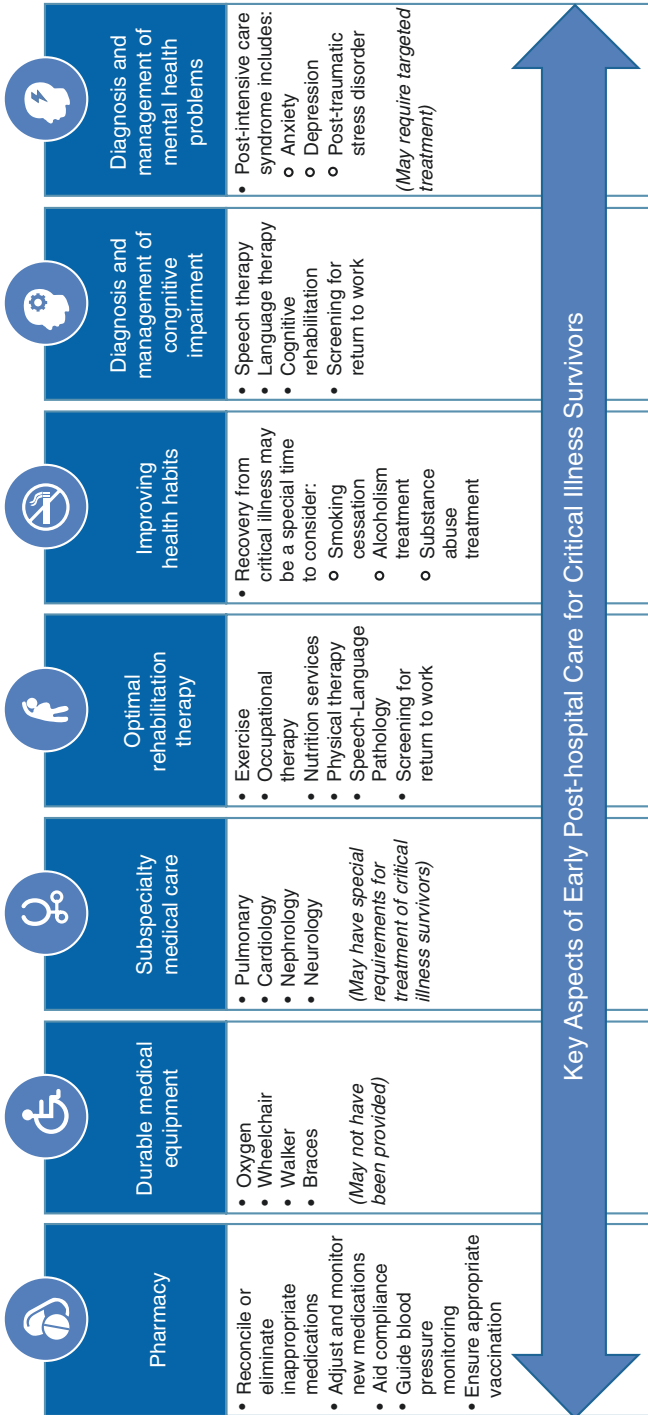 Pharmacy
• Reconcile or
eliminate
inappropriate
medications
• Adjust and monitor
new medications
• Aid compliance
• Guide blood
pressure
monitoring
• Ensure appropriate
vaccination
Durable medical
equipment
• Oxygen
• Wheelchair
• Walker
• Braces
(May not have
been provided)
Subspecialty
medical care
• Pulmonary
• Cardiology
• Nephrology
• Neurology
(May have special
requirements for
treatment of critical
illness survivors)
Optimal
rehabilitation
therapy
• Exercise
• Occupational
therapy
• Nutrition services
• Physical therapy
• Speech-Language
Pathology
• Screening for
return to work
Improving
health habits
• Recovery from
critical illness may
be a special time
to consider:
o Smoking
cessation
o Alcoholism
treatment
o Substance
abuse
treatment
Diagnosis and
management of
congnitive
impairment
• Speech therapy
• Language therapy
• Cognitive
rehabilitation
• Screening for
return to work
Diagnosis and
management of
mental health
problems
• Post-intensive care
syndrome includes:
o Anxiety
o Depression
o Post-traumatic
stress disorder
(May require targeted
treatment)
Key Aspects of Early Post-hospital Care for Critical Illness Survivors